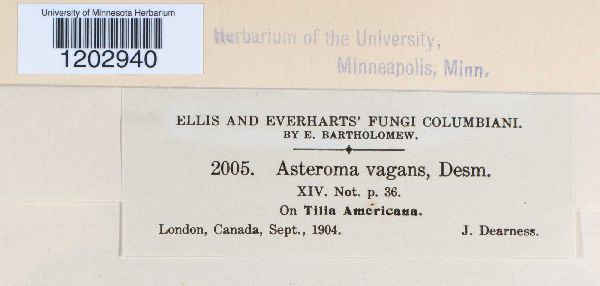 University of Minnesota Herbarium
1202940
Herbarium of the University,
Minneapolis, Minn.
ELLIS AND EVERHARTS' FUNGI COLUMBIANI.
BY E. BARTHOLOMEW.
2005. Asteroma vagans, Desm.
XIV. Not. p. 36.
On Tilia Americana.
London, Canada, Sept., 1904. J. Dearness.